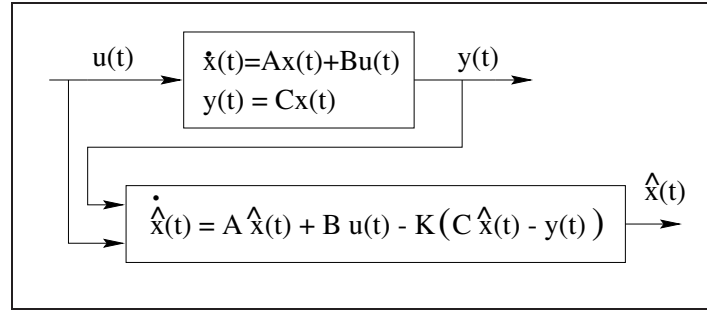 u(t)
ẋ(t)=Ax(t)+Bu(t)
y(t) = Cx(t)
y(t)
x̂̇(t) = A x̂(t) + B u(t) - K(C x̂(t) - y(t))
x̂(t)